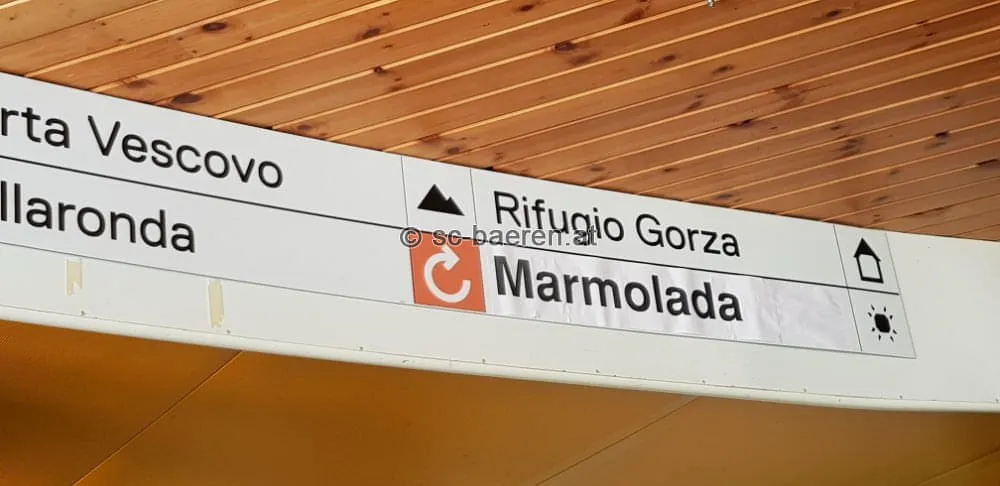 rta Vescovo
Rifugio Gorza
llaronda
Marmolada
© sc-baeren.at